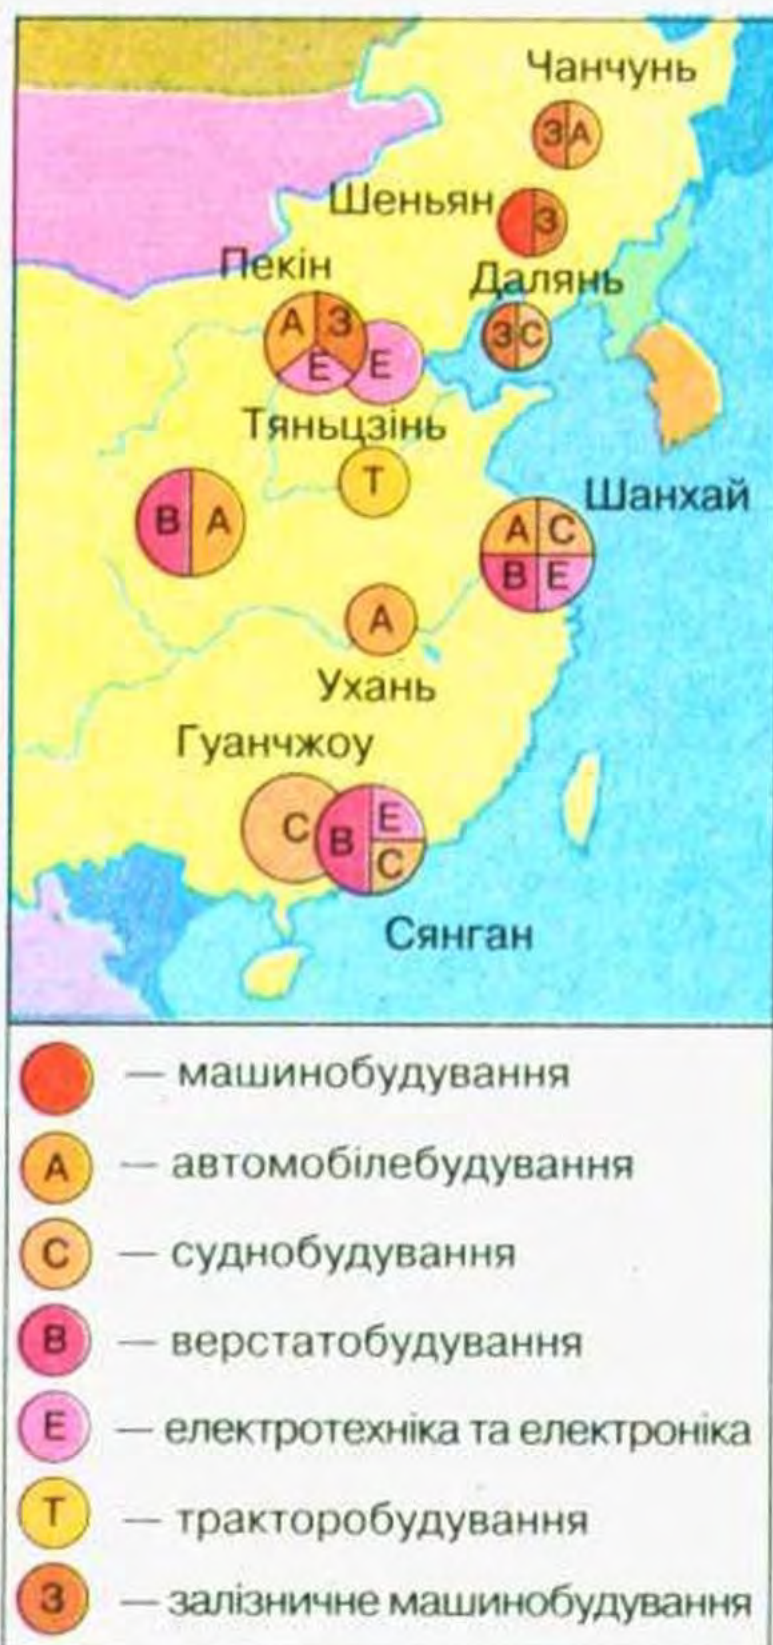 Чанчунь
З А
Шеньян
З
Пекін
Далянь
А З
Е
Е
З С
Тяньцзінь
Т
Шанхай
В А
А С
В Е
А
Ухань
Гуанчжоу
С
В
Е
С
Сянган
— машинобудування
А — автомобілебудування
С — суднобудування
В — верстатобудування
Е — електротехніка та електроніка
Т — тракторобудування
З — залізничне машинобудування